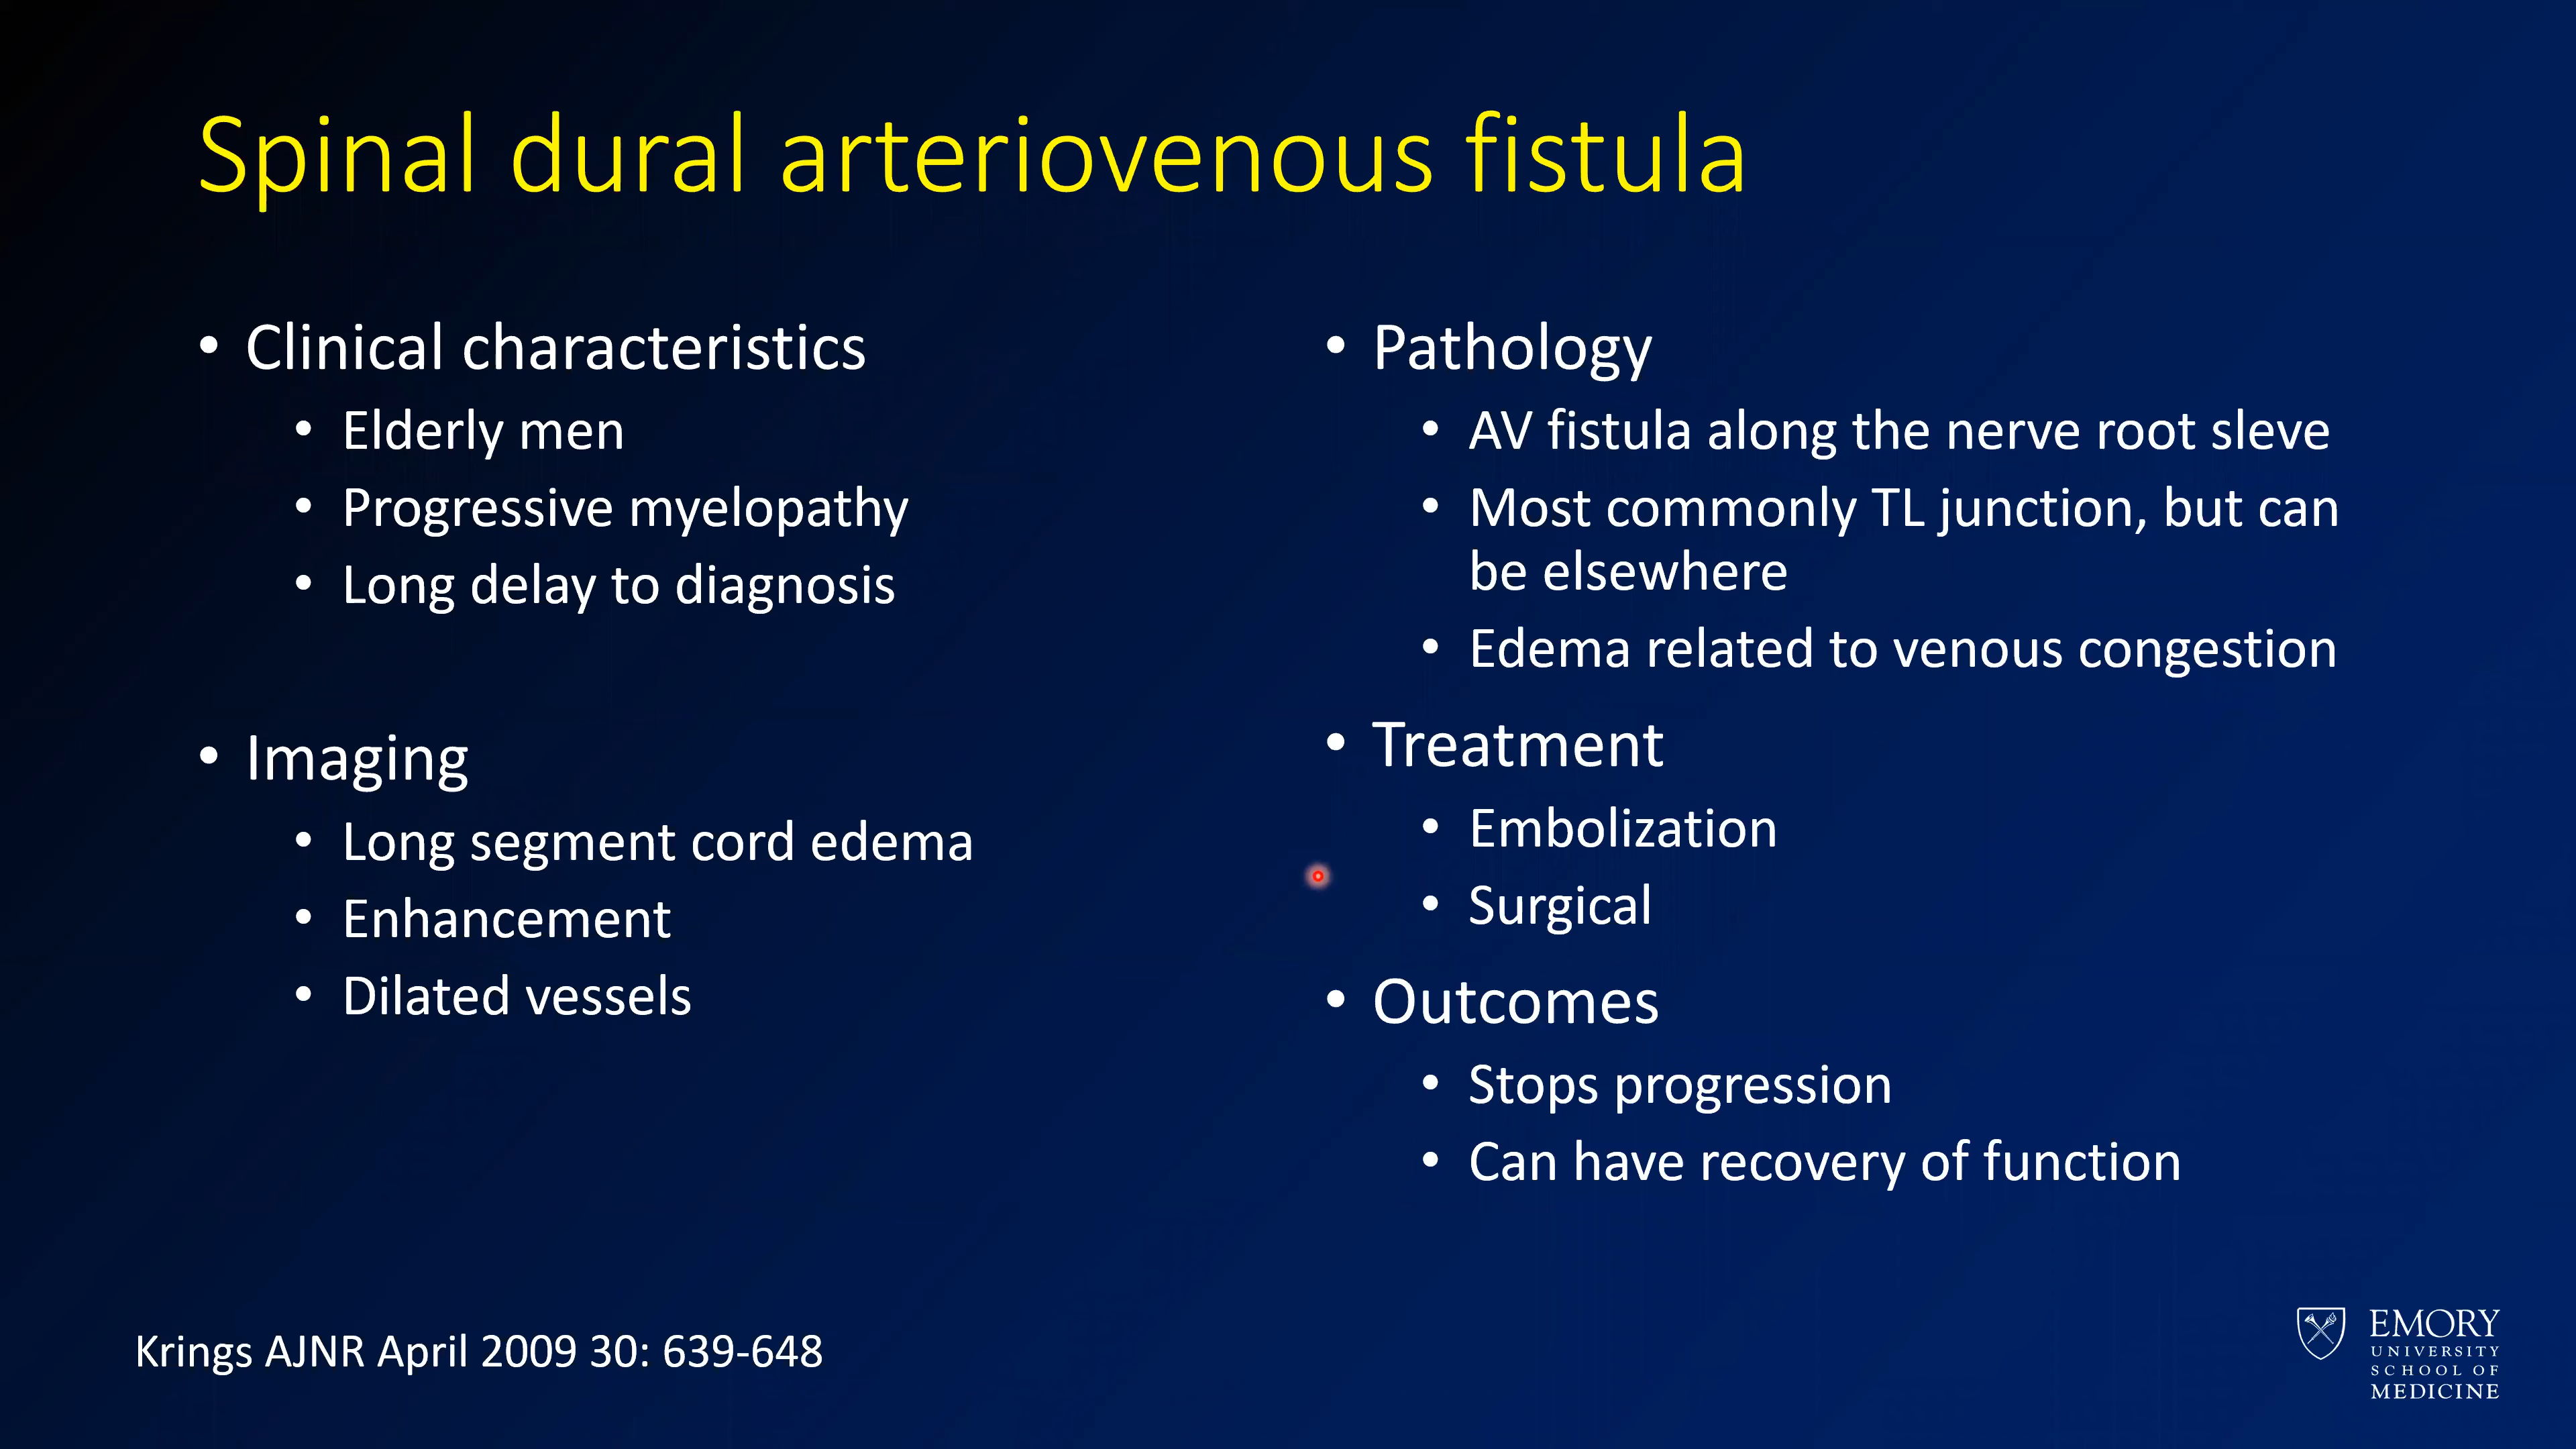 Spinal dural arteriovenous fistula
• Clinical characteristics
• Elderly men
• Progressive myelopathy
• Long delay to diagnosis
• Imaging
• Long segment cord edema
• Enhancement
• Dilated vessels
• Pathology
• AV fistula along the nerve root sleve
• Most commonly TL junction, but can
be elsewhere
• Edema related to venous congestion
• Treatment
• Embolization
• Surgical
• Outcomes
• Stops progression
• Can have recovery of function
Krings AJNR April 2009 30: 639-648
EMORY
UNIVERSITY
SCHOOL OF
MEDICINE